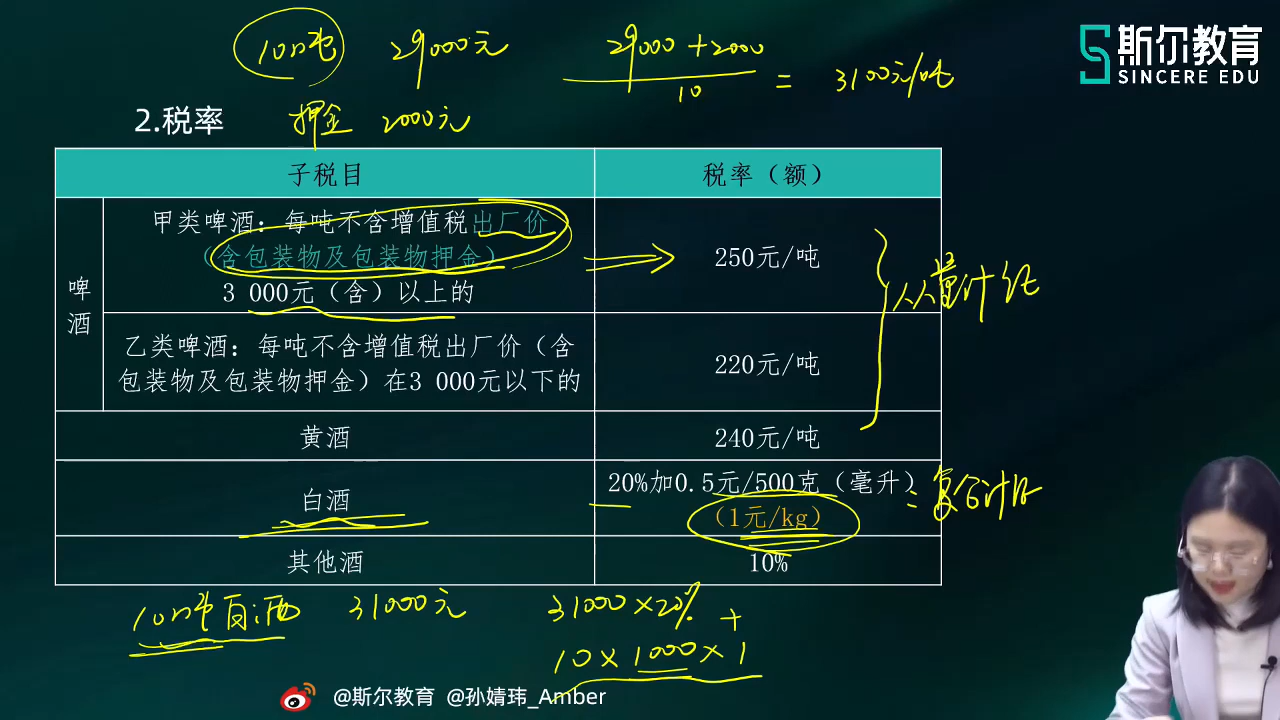 10吨 29000元
29000+2000
10
= 3100元/吨
斯尔教育
SINCERE EDU
2.税率
押金 2000元
子税目
税率（额）
啤酒
甲类啤酒：每吨不含增值税出厂价
（含包装物及包装物押金）
3 000元（含）以上的
250元/吨
乙类啤酒：每吨不含增值税出厂价（含
包装物及包装物押金）在3 000元以下的
220元/吨
从量计征
黄酒
240元/吨
白酒
20%加0.5元/500克（毫升）
（1元/kg）
复合计征
其他酒
10%
10吨白酒 31000元 31000×20% +
10×1000×1
@斯尔教育 @孙婧玮_Amber